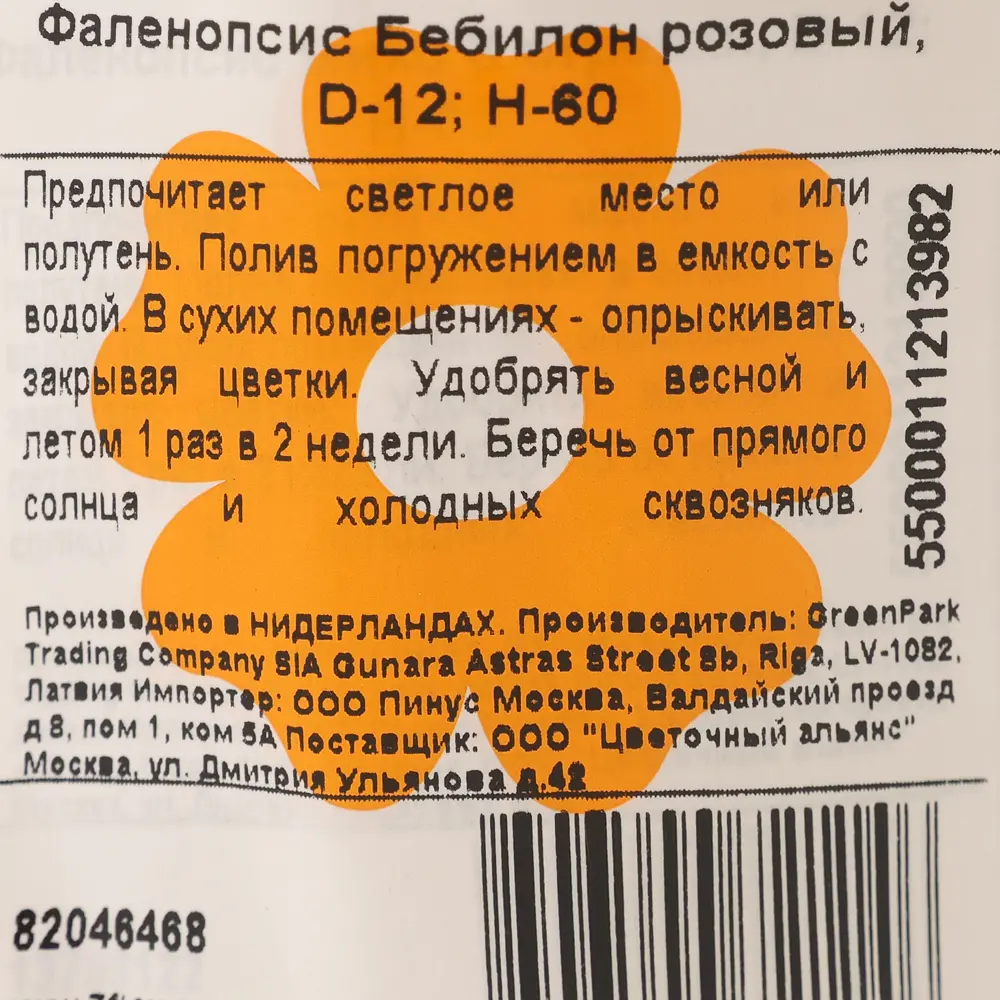 Фаленопсис Бебилон розовый,
D-12; H-60
Предпочитает светлое место или
полутень. Полив погружением в емкость с
водой. В сухих помещениях - опрыскивать,
закрывая цветки. Удобрять весной и
летом 1 раз в 2 недели. Беречь от прямого
солнца и холодных сквозняков.
5500011213982
Произведено в НИДЕРЛАНДАХ. Производитель: GreenPark
Trading Company SIA Gunara Astras Street 8b, Riga, LV-1082,
Латвия Импортер: ООО Пинус Москва, Валдайский проезд
д 8, пом 1, ком 5А Поставщик: ООО "Цветочный альянс"
Москва, ул. Дмитрия Ульянова д.42
82046468